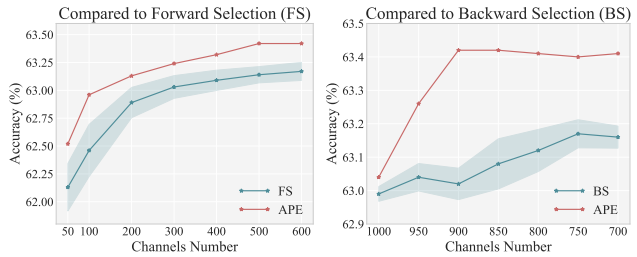 Compared to Forward Selection (FS)
Accuracy (%)
63.50
63.25
63.00
62.75
62.50
62.25
62.00
FS
APE
50 100 200 300 400 500 600
Channels Number
Compared to Backward Selection (BS)
Accuracy (%)
63.5
63.4
63.3
63.2
63.1
63.0
62.9
BS
APE
1000 950 900 850 800 750 700
Channels Number